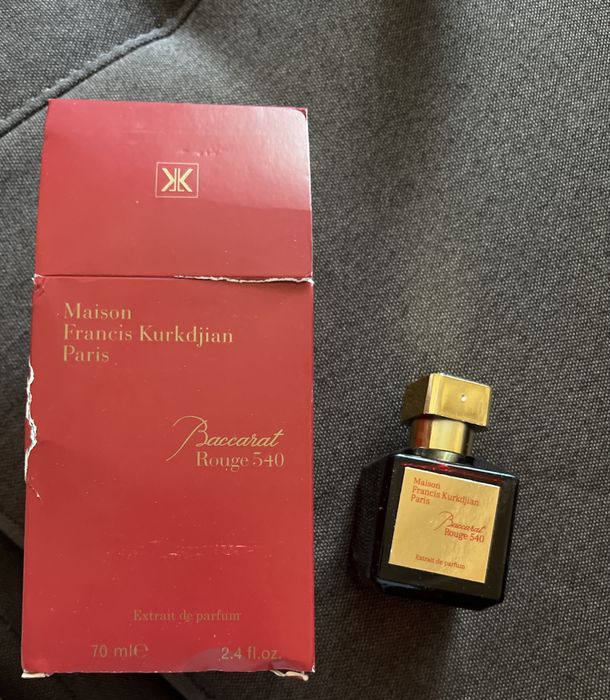 Maison
Francis Kurkdjian
Paris
Baccarat
Rouge 540
Extrait de parfum
70 ml℮ 2.4 fl.oz.
Maison
Francis Kurkdjian
Paris
Baccarat
Rouge 540
Extrait de parfum